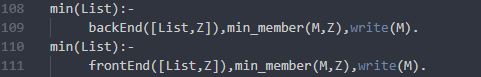 108 min(List):-
109 backEnd([List,Z]),min_member(M,Z),write(M).
110 min(List):-
111 frontEnd([List,Z]),min_member(M,Z),write(M).